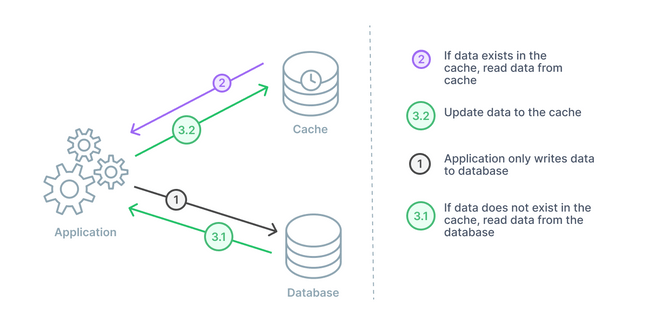 2
3.2
Cache
1
3.1
Application
Database
2
If data exists in the
cache, read data from
cache
3.2
Update data to the cache
1
Application only writes data
to database
3.1
If data does not exist in the
cache, read data from the
database